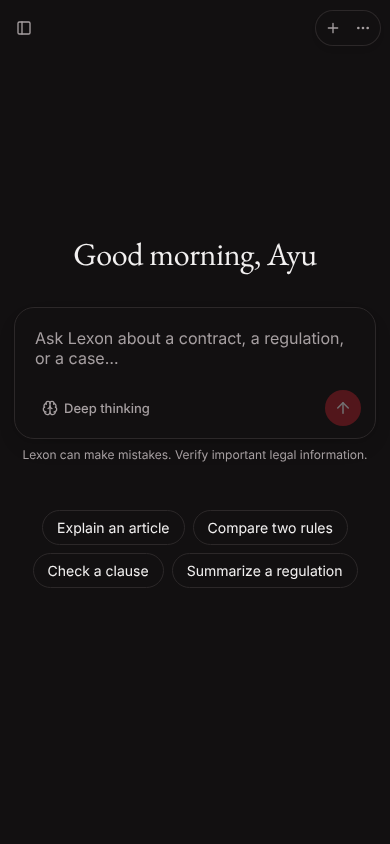 Good morning, Ayu
Ask Lexon about a contract, a regulation,
or a case...
Deep thinking
Lexon can make mistakes. Verify important legal information.
Explain an article
Compare two rules
Check a clause
Summarize a regulation